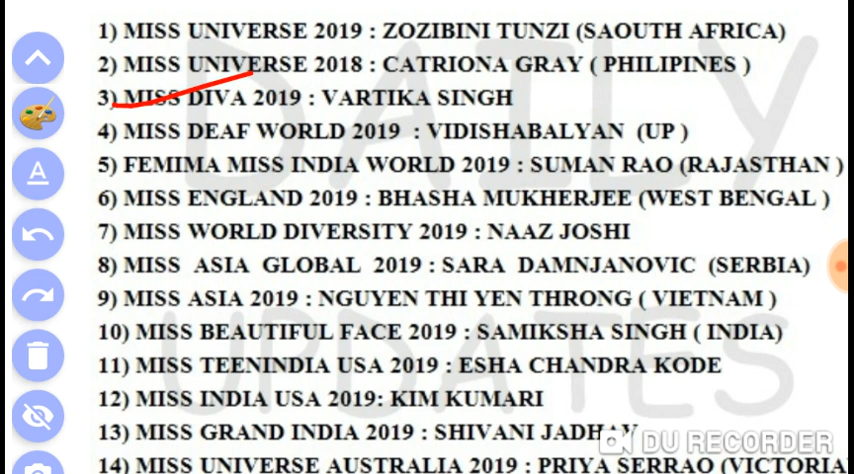 1) MISS UNIVERSE 2019 : ZOZIBINI TUNZI (SAOUTH AFRICA)
2) MISS UNIVERSE 2018 : CATRIONA GRAY ( PHILIPINES )
3) MISS DIVA 2019 : VARTIKA SINGH
4) MISS DEAF WORLD 2019 : VIDISHABALYAN (UP )
5) FEMIMA MISS INDIA WORLD 2019 : SUMAN RAO (RAJASTHAN )
6) MISS ENGLAND 2019 : BHASHA MUKHERJEE (WEST BENGAL )
7) MISS WORLD DIVERSITY 2019 : NAAZ JOSHI
8) MISS ASIA GLOBAL 2019 : SARA DAMNJANOVIC (SERBIA)
9) MISS ASIA 2019 : NGUYEN THI YEN THRONG ( VIETNAM )
10) MISS BEAUTIFUL FACE 2019 : SAMIKSHA SINGH ( INDIA)
11) MISS TEENINDIA USA 2019 : ESHA CHANDRA KODE
12) MISS INDIA USA 2019: KIM KUMARI
13) MISS GRAND INDIA 2019 : SHIVANI JADHAV
14) MISS UNIVERSE AUSTRALIA 2019 : PRIYA SERRAO (VICTORIA
DAILY
UPDATES
DU RECORDER
A